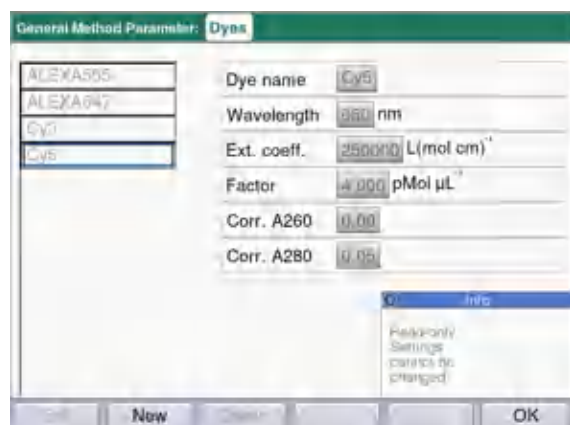 General Method Parameter: Dyes
ALEXA555
ALEXA647
Cy3
Cy5
Dye name Cy5
Wavelength 650 nm
Ext. coeff. 250000 L(mol cm)⁻¹
Factor 4.000 pMol µL⁻¹
Corr. A260 0.00
Corr. A280 0.05
Info
Read-only
Settings
cannot be
changed
New
OK